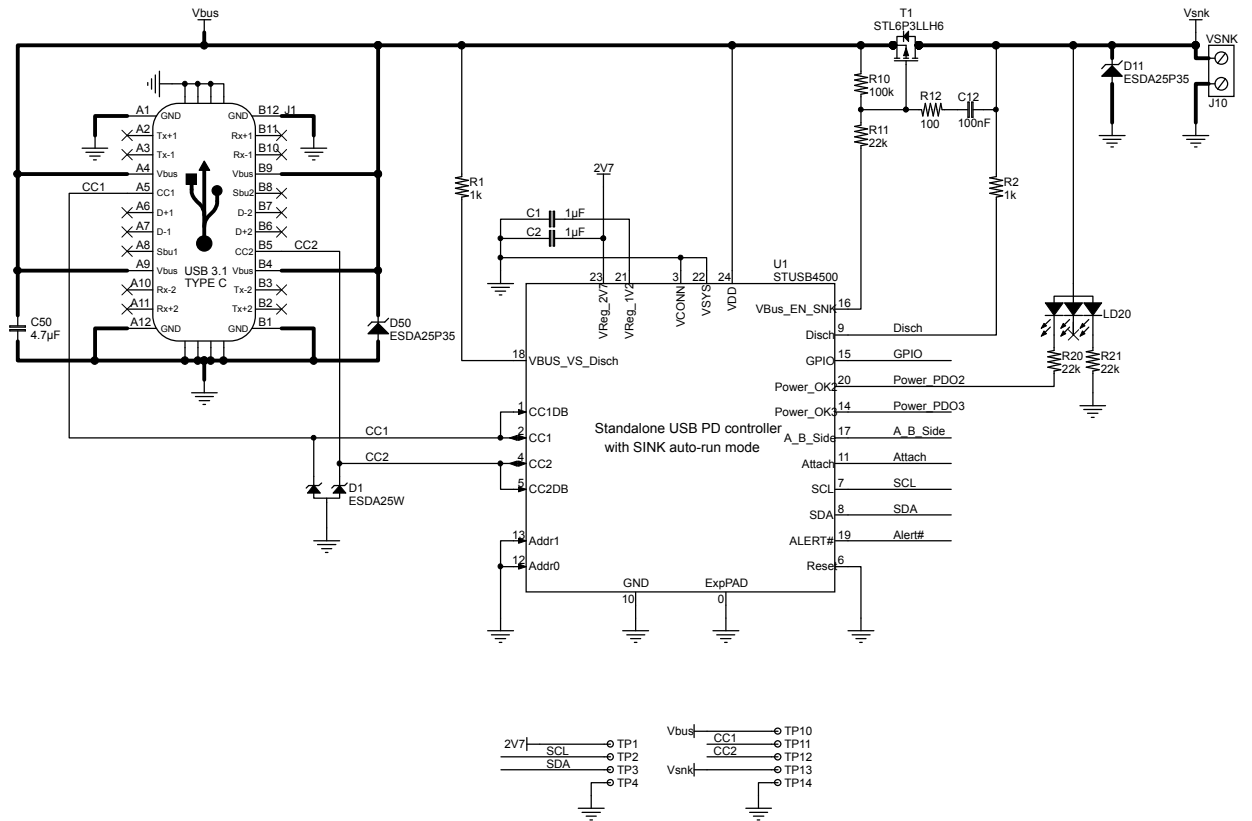 Vbus
T1
STL6P3LLH6
Vsnk
VSNK
J10
D11
ESDA25P35
R10
100k
R12
100
C12
100nF
R11
22k
A1 GND GND B12 J1
A2 Tx+1 Rx+1 B11
A3 Tx-1 Rx-1 B10
A4 Vbus Vbus B9
CC1 A5 CC1 Sbu2 B8
A6 D+1 D-2 B7
A7 D-1 D+2 B6
A8 Sbu1 CC2 B5 CC2
A9 Vbus Vbus B4
A10 Rx-2 Tx-2 B3
A11 Rx+2 Tx+2 B2
A12 GND GND B1
USB 3.1
TYPE C
C50
4.7µF
D50
ESDA25P35
R1
1k
2V7
C1 1µF
C2 1µF
R2
1k
U1
STUSB4500
23 21 3 22 24
VReg_2V7
VReg_1V2
VCONN
VSYS
VDD
VBus_EN_SNK 16
Disch 9 Disch
GPIO 15 GPIO
Power_OK2 20 Power_PDO2
Power_OK3 14 Power_PDO3
A_B_Side 17 A_B_Side
Attach 11 Attach
SCL 7 SCL
SDA 8 SDA
ALERT# 19 Alert#
Reset 6
LD20
R20
22k
R21
22k
18 VBUS_VS_Disch
1 CC1DB
CC1 2 CC1
CC2 4 CC2
5 CC2DB
13 Addr1
12 Addr0
Standalone USB PD controller
with SINK auto-run mode
D1
ESDA25W
GND ExpPAD
10 0
2V7 TP1
SCL TP2
SDA TP3
TP4
Vbus TP10
CC1 TP11
CC2 TP12
Vsnk TP13
TP14